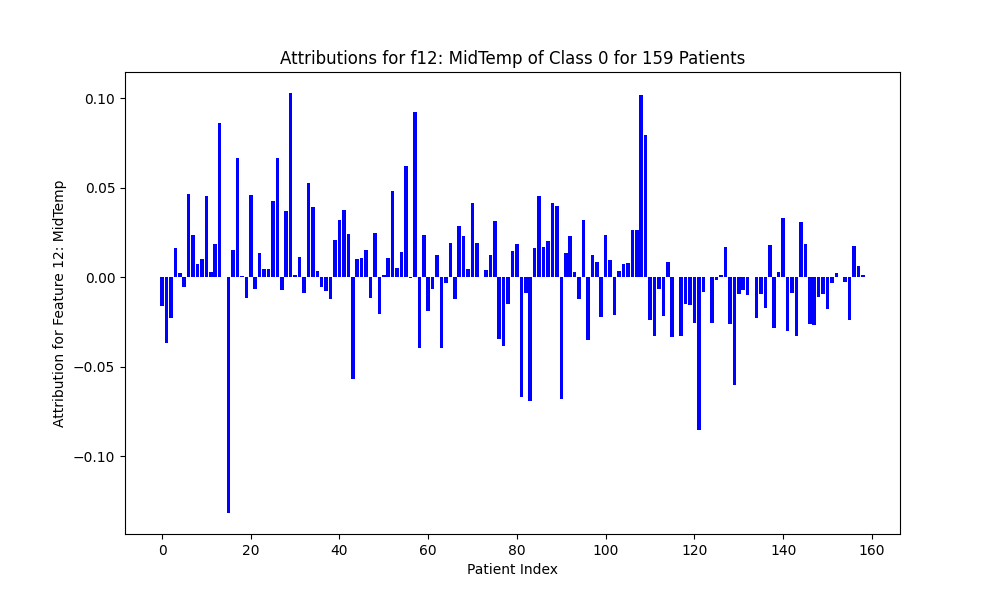 Attributions for f12: MidTemp of Class 0 for 159 Patients
Attribution for Feature 12: MidTemp
0.10
0.05
0.00
−0.05
−0.10
0 20 40 60 80 100 120 140 160
Patient Index